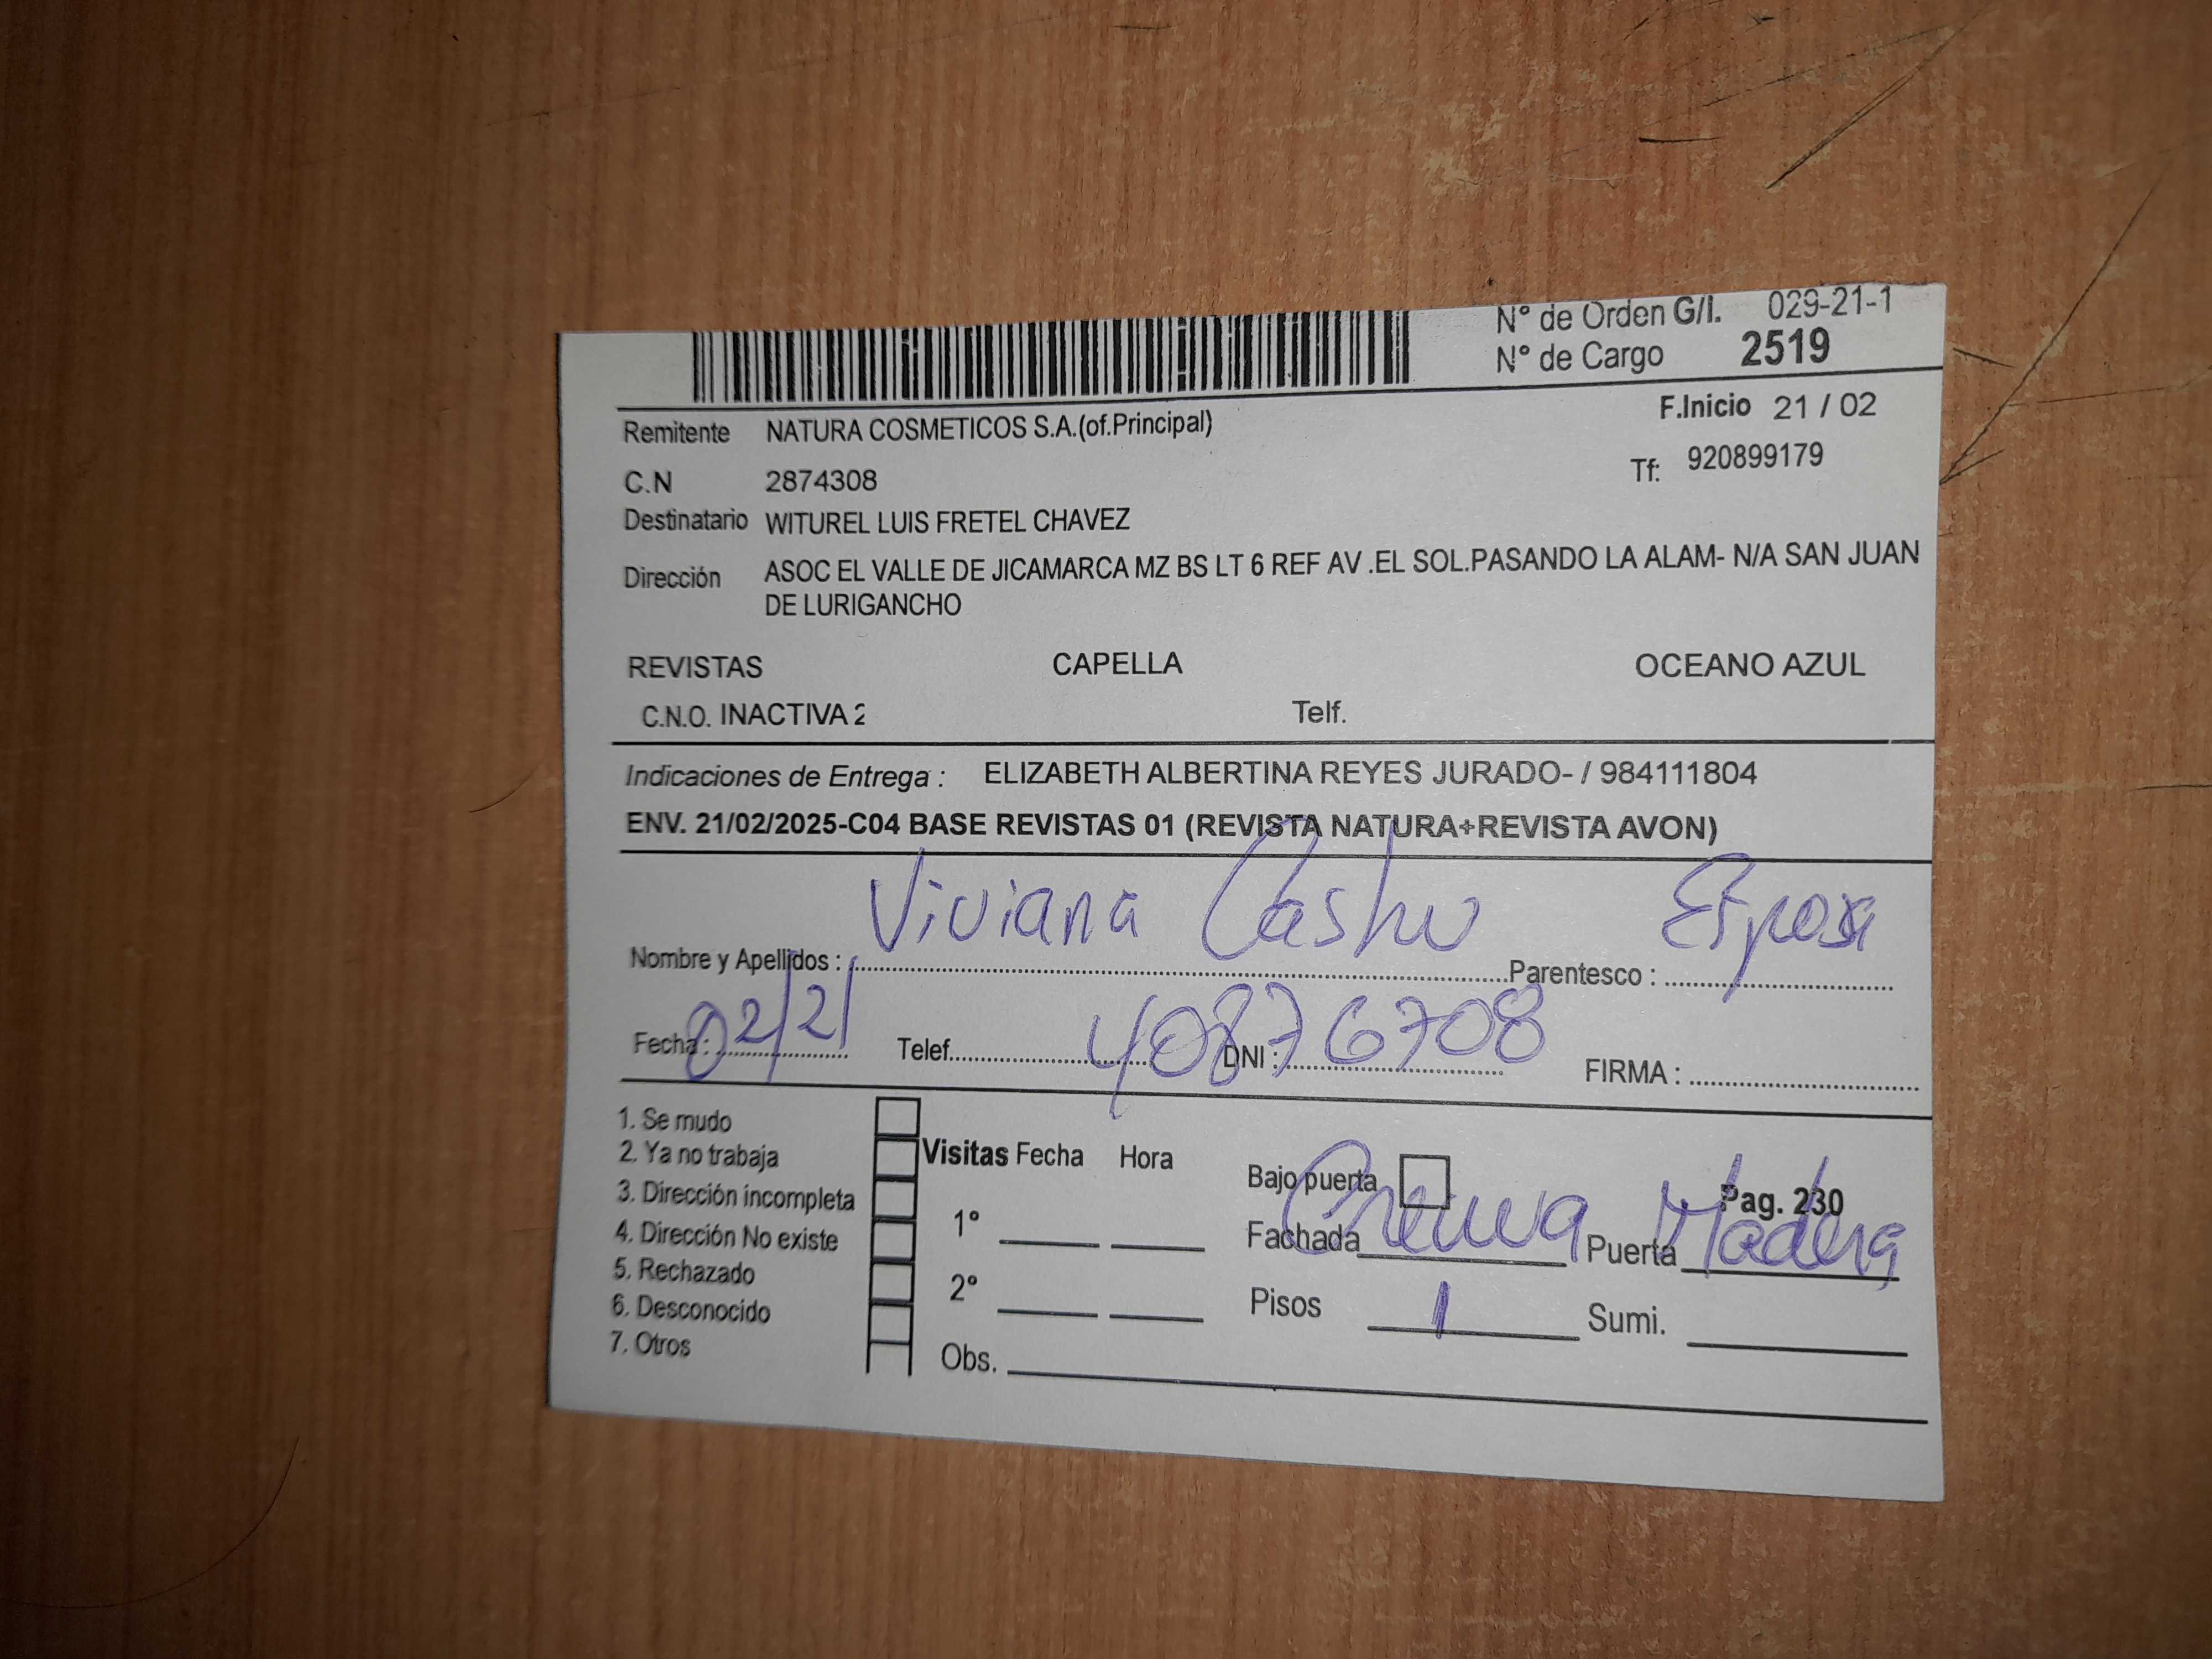 N° de Orden G/I. 029-21-1
N° de Cargo 2519
F.Inicio 21 / 02
Remitente NATURA COSMETICOS S.A.(of.Principal)
Tf: 920899179
C.N 2874308
Destinatario WITUREL LUIS FRETEL CHAVEZ
Dirección ASOC EL VALLE DE JICAMARCA MZ BS LT 6 REF AV .EL SOL.PASANDO LA ALAM- N/A SAN JUAN
DE LURIGANCHO
REVISTAS CAPELLA OCEANO AZUL
C.N.O. INACTIVA 2 Telf.
Indicaciones de Entrega : ELIZABETH ALBERTINA REYES JURADO- / 984111804
ENV. 21/02/2025-C04 BASE REVISTAS 01 (REVISTA NATURA+REVISTA AVON)
Nombre y Apellidos : Viviana Castro Parentesco : Esposa
Fecha : 02/21 Telef. DNI : 40876708 FIRMA :
1. Se mudo
2. Ya no trabaja
3. Dirección incompleta
4. Dirección No existe
5. Rechazado
6. Desconocido
7. Otros
Visitas Fecha Hora
1°
2°
Obs.
Bajo puerta Pag. 230
Fachada Crema Puerta Madera
Pisos 1 Sumi.